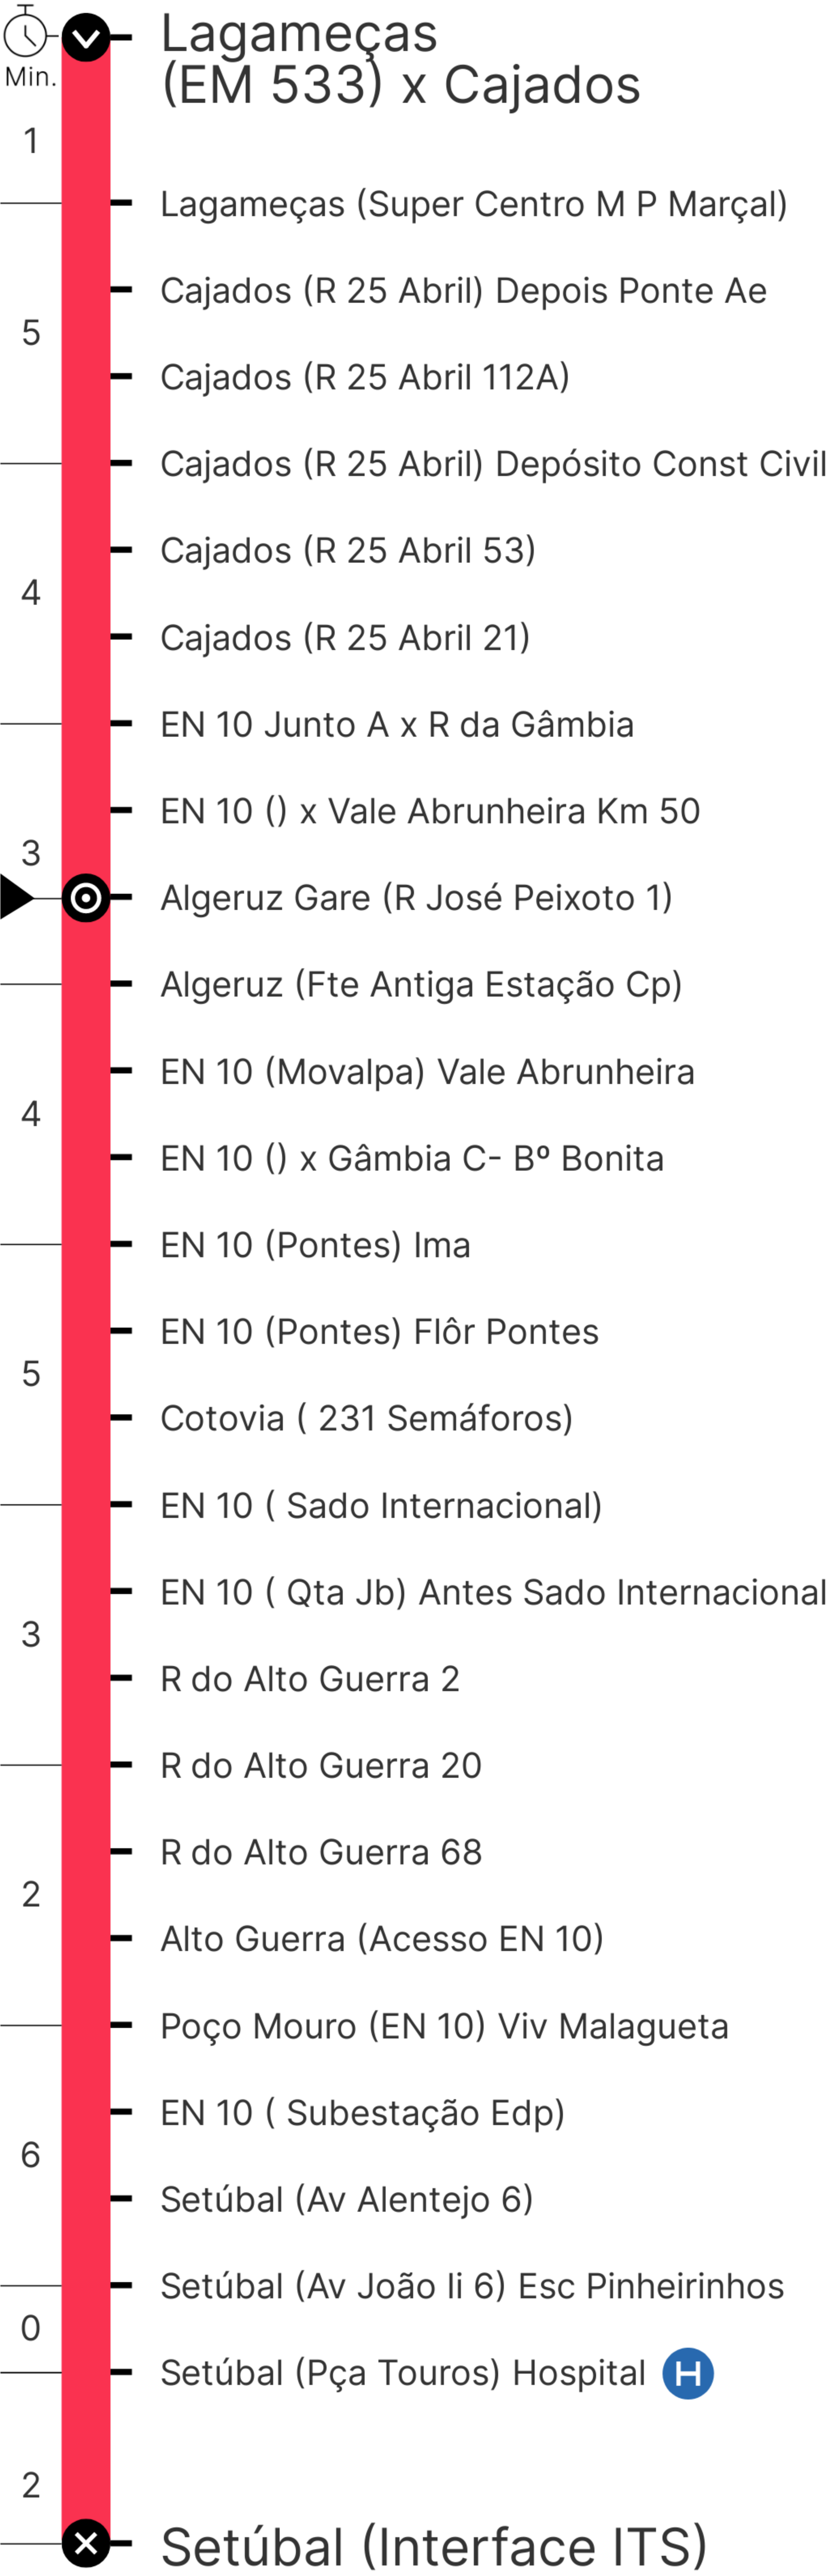 Lagameças
(EM 533) x Cajados
Min.
1
Lagameças (Super Centro M P Marçal)
Cajados (R 25 Abril) Depois Ponte Ae
5
Cajados (R 25 Abril 112A)
Cajados (R 25 Abril) Depósito Const Civil
Cajados (R 25 Abril 53)
4
Cajados (R 25 Abril 21)
EN 10 Junto A x R da Gâmbia
EN 10 () x Vale Abrunheira Km 50
3
Algeruz Gare (R José Peixoto 1)
Algeruz (Fte Antiga Estação Cp)
EN 10 (Movalpa) Vale Abrunheira
4
EN 10 () x Gâmbia C- Bº Bonita
EN 10 (Pontes) Ima
EN 10 (Pontes) Flôr Pontes
5
Cotovia ( 231 Semáforos)
EN 10 ( Sado Internacional)
EN 10 ( Qta Jb) Antes Sado Internacional
3
R do Alto Guerra 2
R do Alto Guerra 20
R do Alto Guerra 68
2
Alto Guerra (Acesso EN 10)
Poço Mouro (EN 10) Viv Malagueta
EN 10 ( Subestação Edp)
6
Setúbal (Av Alentejo 6)
Setúbal (Av João Ii 6) Esc Pinheirinhos
0
Setúbal (Pça Touros) Hospital H
2
Setúbal (Interface ITS)